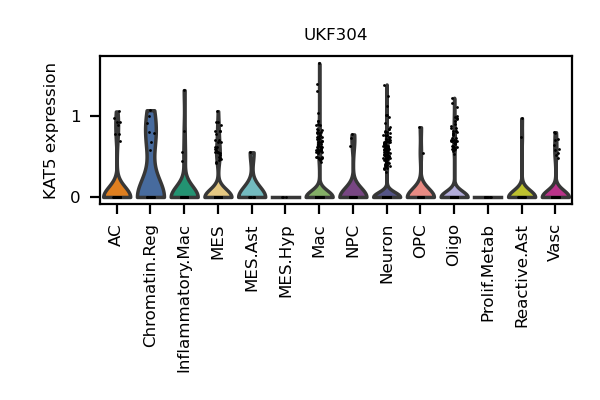 UKF304
KAT5 expression
1
0
AC
Chromatin.Reg
Inflammatory.Mac
MES
MES.Ast
MES.Hyp
Mac
NPC
Neuron
OPC
Oligo
Prolif.Metab
Reactive.Ast
Vasc